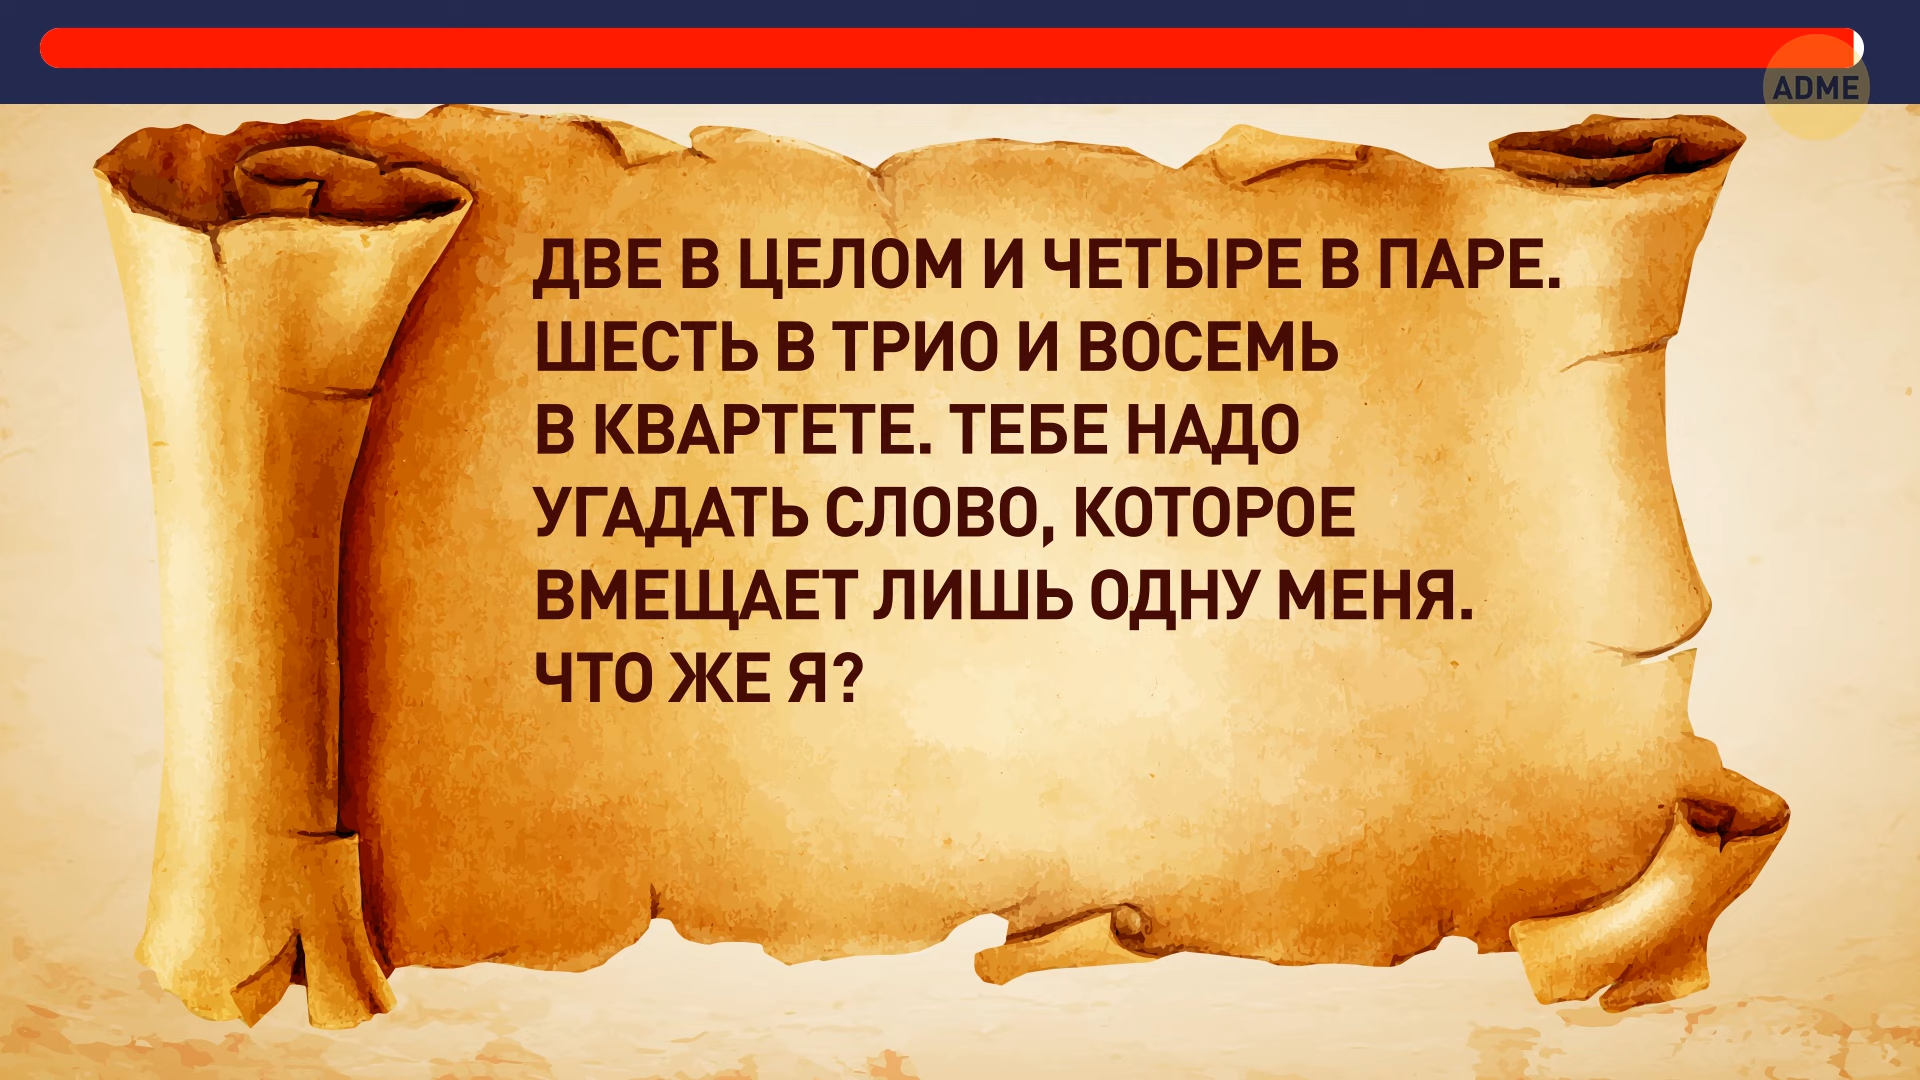 ADME
ДВЕ В ЦЕЛОМ И ЧЕТЫРЕ В ПАРЕ.
ШЕСТЬ В ТРИО И ВОСЕМЬ
В КВАРТЕТЕ. ТЕБЕ НАДО
УГАДАТЬ СЛОВО, КОТОРОЕ
ВМЕЩАЕТ ЛИШЬ ОДНУ МЕНЯ.
ЧТО ЖЕ Я?